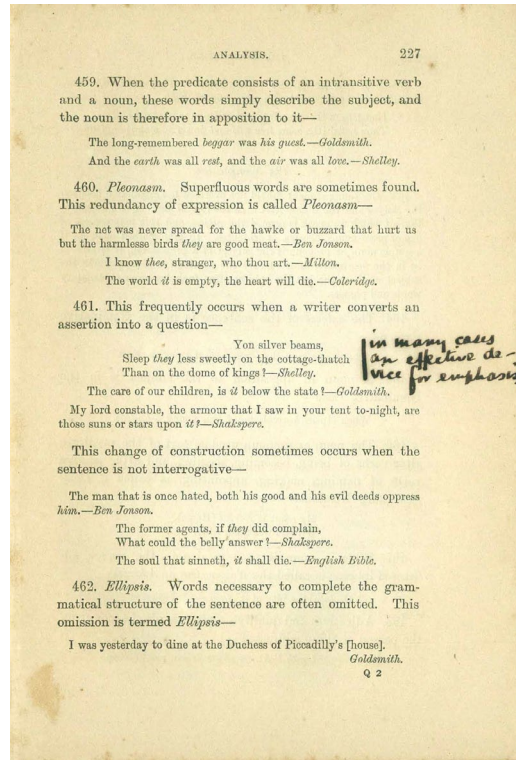 ANALYSIS. 227
459. When the predicate consists of an intransitive verb
and a noun, these words simply describe the subject, and
the noun is therefore in apposition to it—
The long-remembered beggar was his guest.—Goldsmith.
And the earth was all rest, and the air was all love.—Shelley.
460. Pleonasm. Superfluous words are sometimes found.
This redundancy of expression is called Pleonasm—
The net was never spread for the hawke or buzzard that hurt us
but the harmlesse birds they are good meat.—Ben Jonson.
I know thee, stranger, who thou art.—Milton.
The world it is empty, the heart will die.—Coleridge.
461. This frequently occurs when a writer converts an
assertion into a question—
Yon silver beams,
Sleep they less sweetly on the cottage-thatch
Than on the dome of kings?—Shelley.
in many cases
an effective de-
vice for emphasis
The care of our children, is it below the state?—Goldsmith.
My lord constable, the armour that I saw in your tent to-night, are
those suns or stars upon it?—Shakspere.
This change of construction sometimes occurs when the
sentence is not interrogative—
The man that is once hated, both his good and his evil deeds oppress
him.—Ben Jonson.
The former agents, if they did complain,
What could the belly answer?—Shakspere.
The soul that sinneth, it shall die.—English Bible.
462. Ellipsis. Words necessary to complete the gram-
matical structure of the sentence are often omitted. This
omission is termed Ellipsis—
I was yesterday to dine at the Duchess of Piccadilly's [house].
Goldsmith.
Q 2